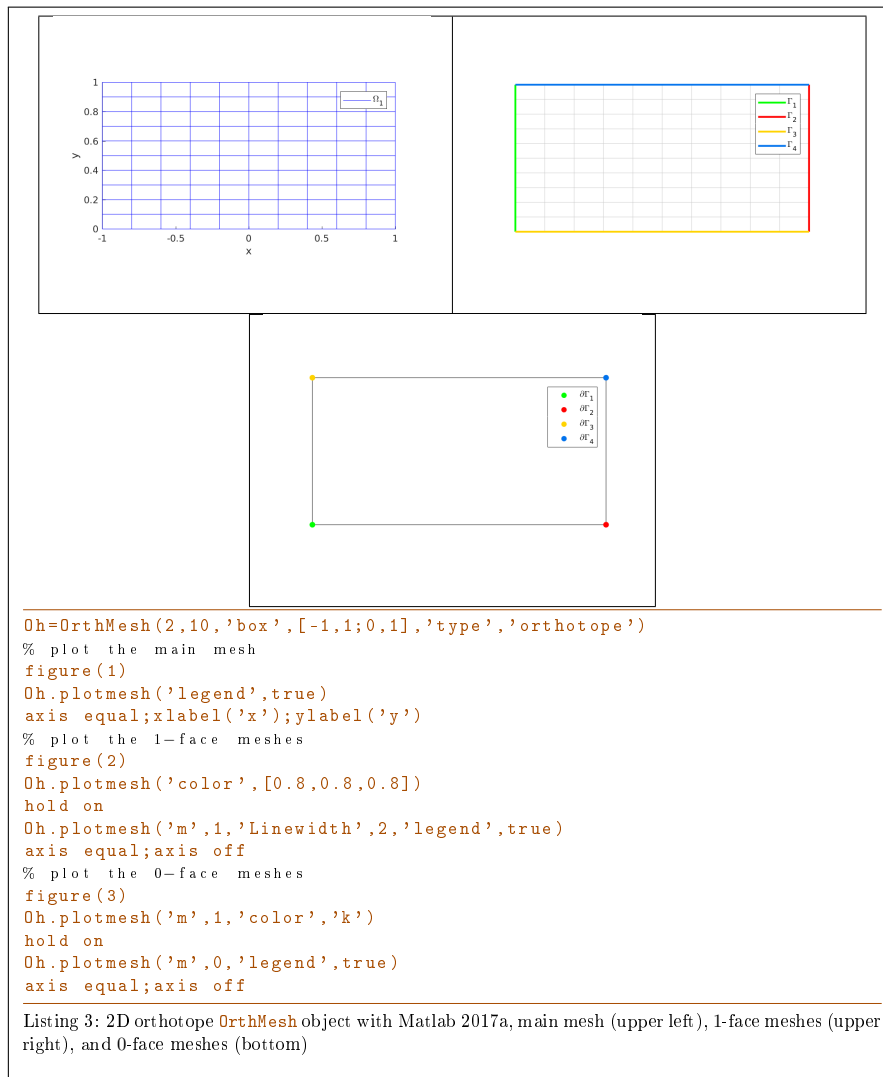 1
0.8
0.6
0.4
0.2
0
y
-1
-0.5
0
0.5
1
x
Ω1
Γ1
Γ2
Γ3
Γ4
∂Γ1
∂Γ2
∂Γ3
∂Γ4
Oh=OrthMesh(2,10,'box',[-1,1;0,1],'type','orthotope')
% plot the main mesh
figure(1)
Oh.plotmesh('legend',true)
axis equal;xlabel('x');ylabel('y')
% plot the 1-face meshes
figure(2)
Oh.plotmesh('color',[0.8,0.8,0.8])
hold on
Oh.plotmesh('m',1,'Linewidth',2,'legend',true)
axis equal;axis off
% plot the 0-face meshes
figure(3)
Oh.plotmesh('m',1,'color','k')
hold on
Oh.plotmesh('m',0,'legend',true)
axis equal;axis off
Listing 3: 2D orthotope OrthMesh object with Matlab 2017a, main mesh (upper left), 1-face meshes (upper
right), and 0-face meshes (bottom)